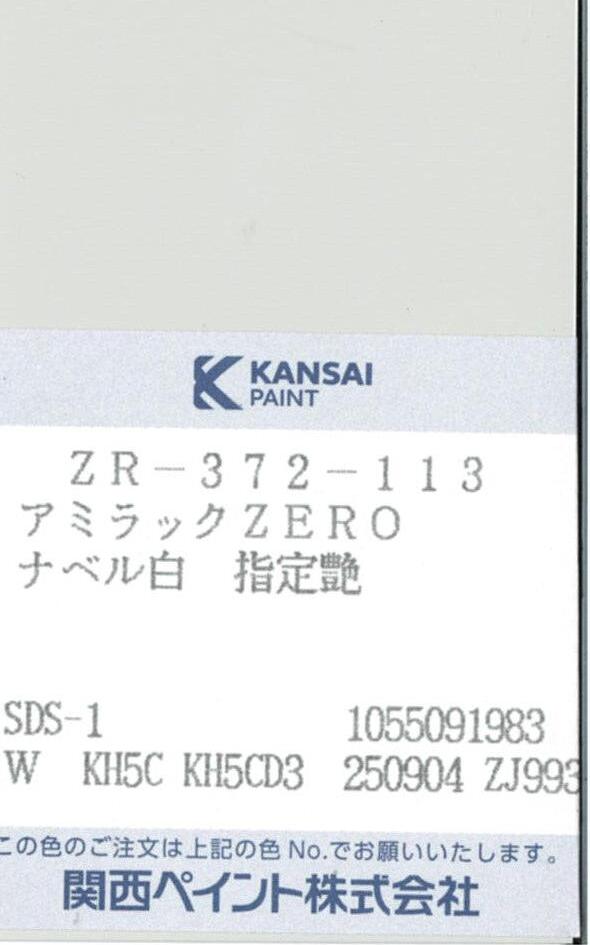 KANSAI
PAINT
ZR-372-113
アミラックZERO
ナベル白 指定艶
SDS-1 1055091983
W KH5C KH5CD3 250904 ZJ993
この色のご注文は上記の色No.でお願いいたします。
関西ペイント株式会社